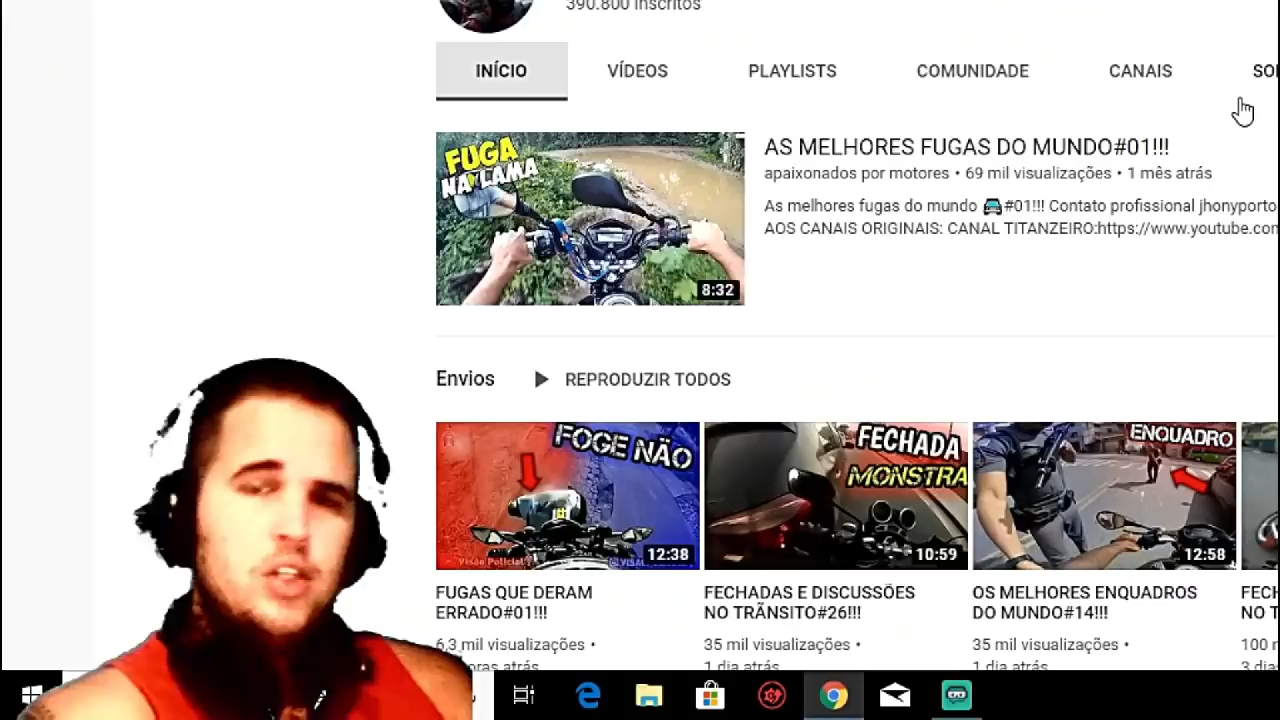 390.800 inscritos
INÍCIO VÍDEOS PLAYLISTS COMUNIDADE CANAIS
FUGA
NA LAMA
8:32
AS MELHORES FUGAS DO MUNDO#01!!!
apaixonados por motores • 69 mil visualizações • 1 mês atrás
As melhores fugas do mundo 🚘#01!!! Contato profissional jhonyporto
AOS CANAIS ORIGINAIS: CANAL TITANZEIRO:https://www.youtube.com
Envios ▶ REPRODUZIR TODOS
FOGE NÃO
Visão Policial
12:38
FECHADA
MONSTRA
10:59
ENQUADRO
12:58
FUGAS QUE DERAM
ERRADO#01!!!
6,3 mil visualizações •
FECHADAS E DISCUSSÕES
NO TRÂNSITO#26!!!
35 mil visualizações •
1 dia atrás
OS MELHORES ENQUADROS
DO MUNDO#14!!!
35 mil visualizações •
1 dia atrás
100